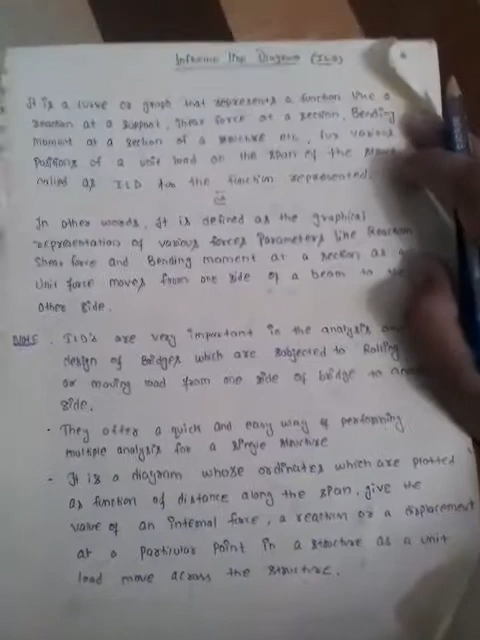 Influence Line Diagram (ILD)
It is a curve or graph that represents a function like a
reaction at a support, shear force at a section, Bending
moment at a section of a structure etc, for various
positions of a unit load on the span of the
called as ILD for the function represented.
(or)
In other words, It is defined as the graphical
representation of various forces Parameters like Reaction
Shear force and Bending moment at a section as
Unit force moves from one side of a beam to
other side.
NOTE . ILD's are very important in the analysis
design of Bridges which are subjected to Rolling
or moving load from one side of bridge to
side.
. They offer a quick and easy way of performing
multiple analysis for a single structure
. It is a diagram whose ordinates which are plotted
as function of distance along the span, give the
value of an internal force, a reaction or a displacement
at a particular point in a structure as a unit
load move across the structure.